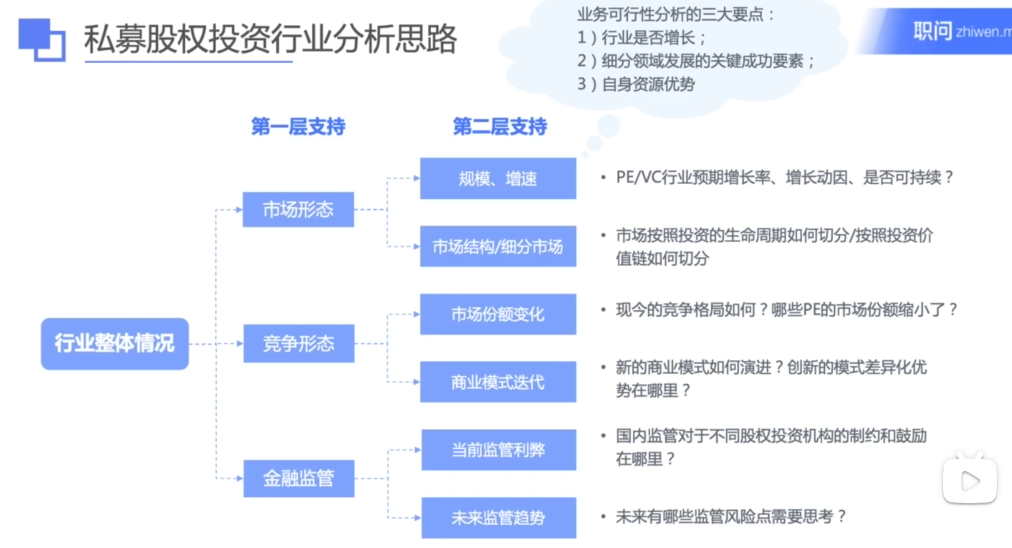 私募股权投资行业分析思路
业务可行性分析的三大要点：
1）行业是否增长；
2）细分领域发展的关键成功要素；
3）自身资源优势
职问 zhiwen.m
第一层支持
第二层支持
行业整体情况
市场形态
规模、增速
• PE/VC行业预期增长率、增长动因、是否可持续？
市场结构/细分市场
• 市场按照投资的生命周期如何切分/按照投资价
值链如何切分
竞争形态
市场份额变化
• 现今的竞争格局如何？哪些PE的市场份额缩小了？
商业模式迭代
• 新的商业模式如何演进？创新的模式差异化优
势在哪里？
金融监管
当前监管利弊
• 国内监管对于不同股权投资机构的制约和鼓励
在哪里？
未来监管趋势
• 未来有哪些监管风险点需要思考？